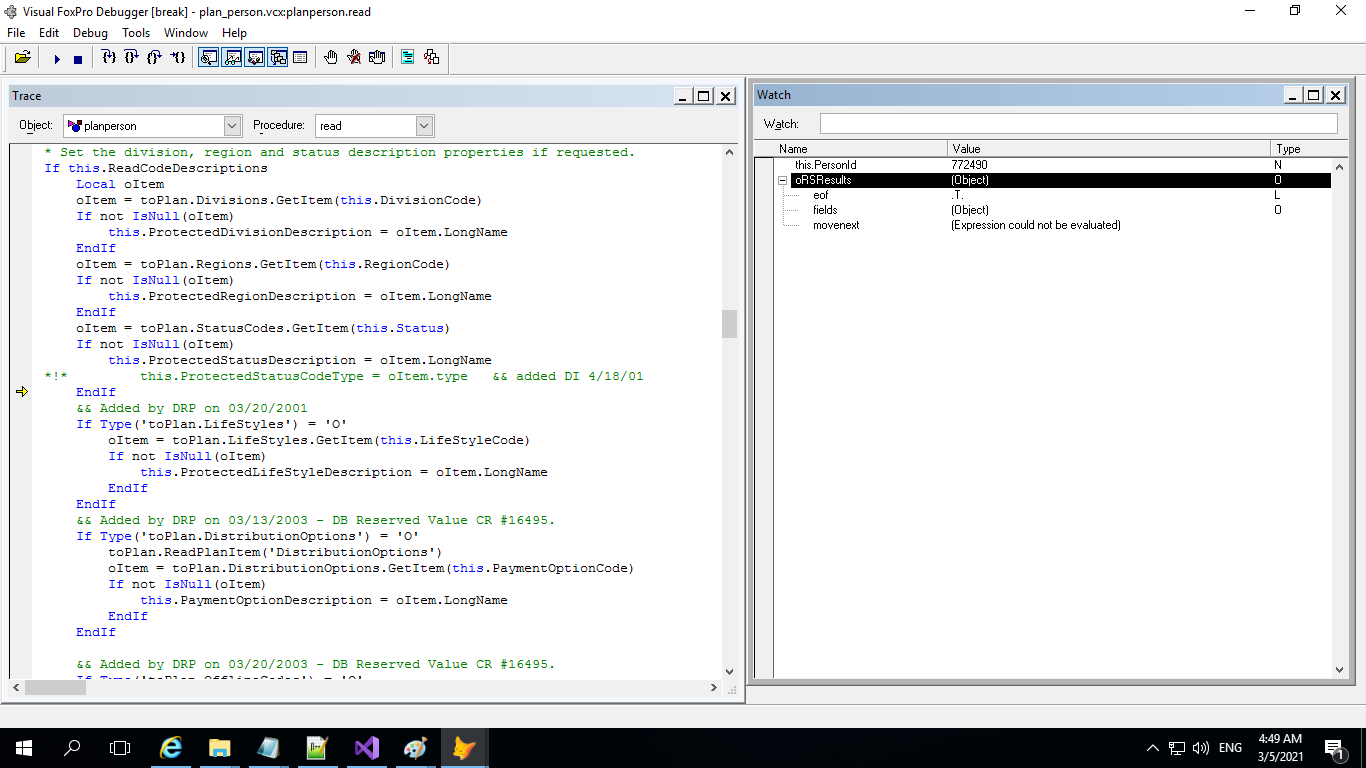 Visual FoxPro Debugger [break] - plan_person.vcx:planperson.read
File Edit Debug Tools Window Help
Trace
Object: planperson Procedure: read
* Set the division, region and status description properties if requested.
If this.ReadCodeDescriptions
Local oItem
oItem = toPlan.Divisions.GetItem(this.DivisionCode)
If not IsNull(oItem)
this.ProtectedDivisionDescription = oItem.LongName
EndIf
oItem = toPlan.Regions.GetItem(this.RegionCode)
If not IsNull(oItem)
this.ProtectedRegionDescription = oItem.LongName
EndIf
oItem = toPlan.StatusCodes.GetItem(this.Status)
If not IsNull(oItem)
this.ProtectedStatusDescription = oItem.LongName
*!* this.ProtectedStatusCodeType = oItem.type && added DI 4/18/01
EndIf
&& Added by DRP on 03/20/2001
If Type('toPlan.LifeStyles') = 'O'
oItem = toPlan.LifeStyles.GetItem(this.LifeStyleCode)
If not IsNull(oItem)
this.ProtectedLifeStyleDescription = oItem.LongName
EndIf
EndIf
&& Added by DRP on 03/13/2003 - DB Reserved Value CR #16495.
If Type('toPlan.DistributionOptions') = 'O'
toPlan.ReadPlanItem('DistributionOptions')
oItem = toPlan.DistributionOptions.GetItem(this.PaymentOptionCode)
If not IsNull(oItem)
this.PaymentOptionDescription = oItem.LongName
EndIf
EndIf
&& Added by DRP on 03/20/2003 - DB Reserved Value CR #16495.
If Type('toPlan.OfflineCodes') = 'O'
Watch
Watch:
Name Value Type
this.PersonId 772490 N
oRSResults (Object) O
eof .T. L
fields (Object) O
movenext (Expression could not be evaluated)
ENG
4:49 AM
3/5/2021
1